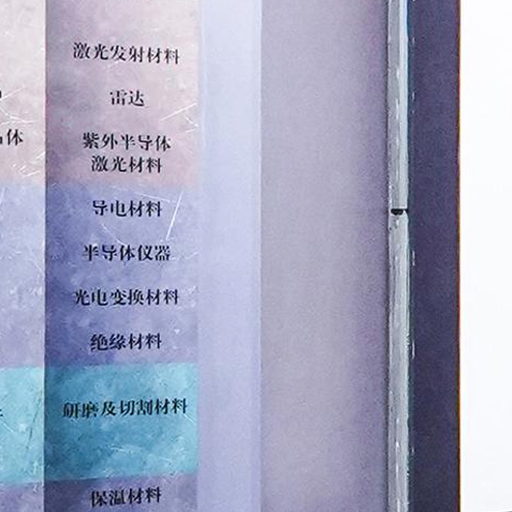 激光发射材料
雷达
体
紫外半导体
激光材料
导电材料
半导体仪器
光电变换材料
绝缘材料
研磨及切割材料
保温材料